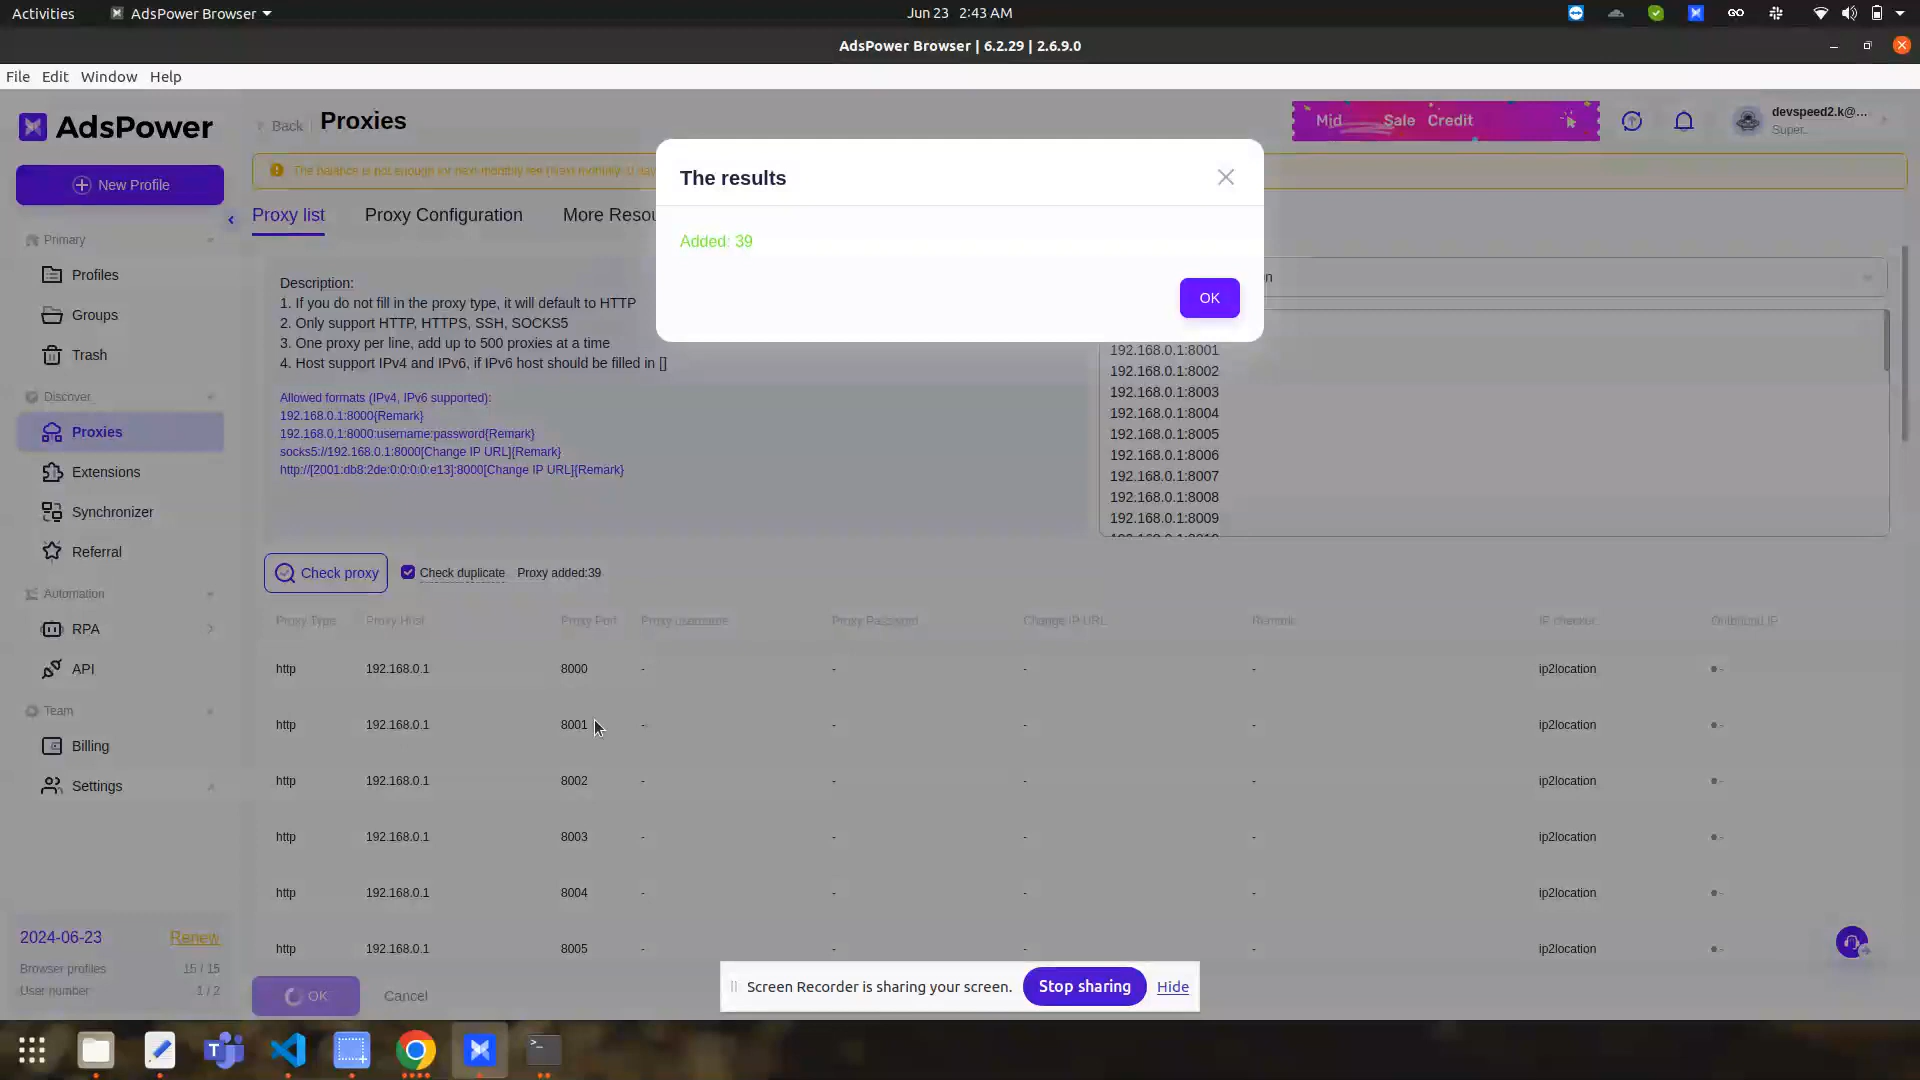 Activities
AdsPower Browser
Jun 23 2:43 AM
AdsPower Browser | 6.2.29 | 2.6.9.0
File Edit Window Help
AdsPower
Back
Proxies
Mid Sale Credit
devspeed2.k@...
Super..
New Profile
The balance is not enough for next monthly fee
The results
Added: 39
OK
Proxy list
Proxy Configuration
More Resou
Primary
Profiles
Groups
Trash
Discover
Proxies
Extensions
Synchronizer
Referral
Automation
RPA
API
Team
Billing
Settings
2024-06-23
Renew
Browser profiles 15 / 15
User number 1 / 2
Description:
1. If you do not fill in the proxy type, it will default to HTTP
2. Only support HTTP, HTTPS, SSH, SOCKS5
3. One proxy per line, add up to 500 proxies at a time
4. Host support IPv4 and IPv6, if IPv6 host should be filled in []
Allowed formats (IPv4, IPv6 supported):
192.168.0.1:8000{Remark}
192.168.0.1:8000:username:password{Remark}
socks5://192.168.0.1:8000[Change IP URL]{Remark}
http://[2001:db8:2de:0:0:0:0:e13]:8000[Change IP URL]{Remark}
192.168.0.1:8001
192.168.0.1:8002
192.168.0.1:8003
192.168.0.1:8004
192.168.0.1:8005
192.168.0.1:8006
192.168.0.1:8007
192.168.0.1:8008
192.168.0.1:8009
192.168.0.1:8010
Check proxy
Check duplicate
Proxy added:39
Proxy Type Proxy Host Proxy Port Proxy username Proxy Password Change IP URL Remark IP checker Outbound IP
http 192.168.0.1 8000 - - - - ip2location -
http 192.168.0.1 8001 - - - - ip2location -
http 192.168.0.1 8002 - - - - ip2location -
http 192.168.0.1 8003 - - - - ip2location -
http 192.168.0.1 8004 - - - - ip2location -
http 192.168.0.1 8005 - - - - ip2location -
OK
Cancel
Screen Recorder is sharing your screen.
Stop sharing
Hide